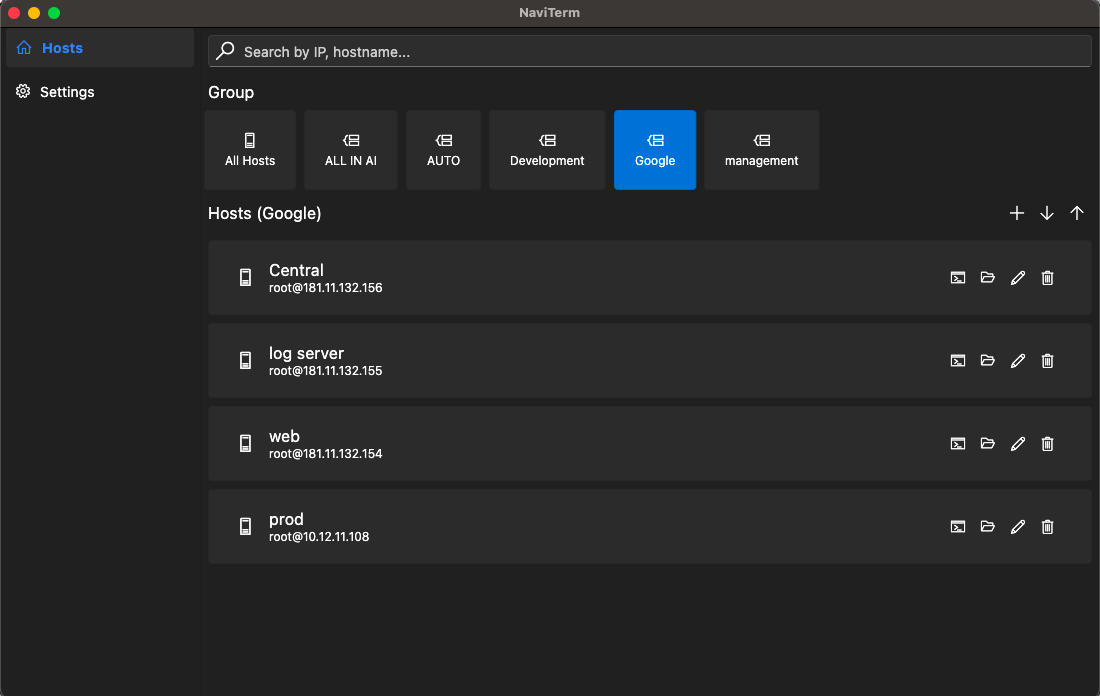 NaviTerm
Hosts
Settings
Search by IP, hostname...
Group
All Hosts
ALL IN AI
AUTO
Development
Google
management
Hosts (Google)
Central
root@181.11.132.156
log server
root@181.11.132.155
web
root@181.11.132.154
prod
root@10.12.11.108